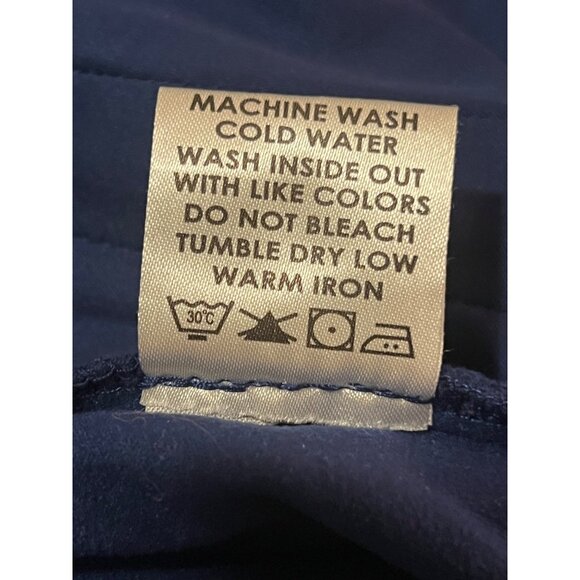 MACHINE WASH
COLD WATER
WASH INSIDE OUT
WITH LIKE COLORS
DO NOT BLEACH
TUMBLE DRY LOW
WARM IRON
30°C